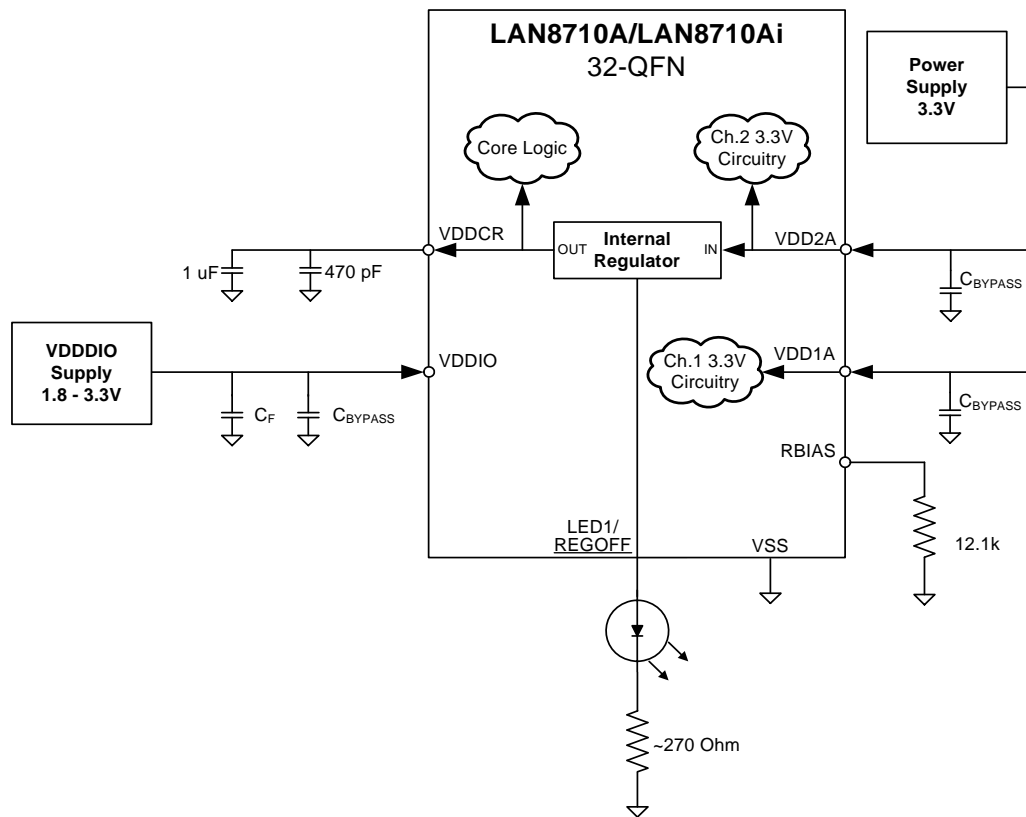 LAN8710A/LAN8710Ai
32-QFN
Power
Supply
3.3V
Core Logic
Ch.2 3.3V
Circuitry
VDDCR
OUT
Internal
Regulator
IN
VDD2A
1 uF
470 pF
CBYPASS
VDDDIO
Supply
1.8 - 3.3V
VDDIO
CF
CBYPASS
Ch.1 3.3V
Circuitry
VDD1A
CBYPASS
RBIAS
12.1k
LED1/
REGOFF
VSS
~270 Ohm